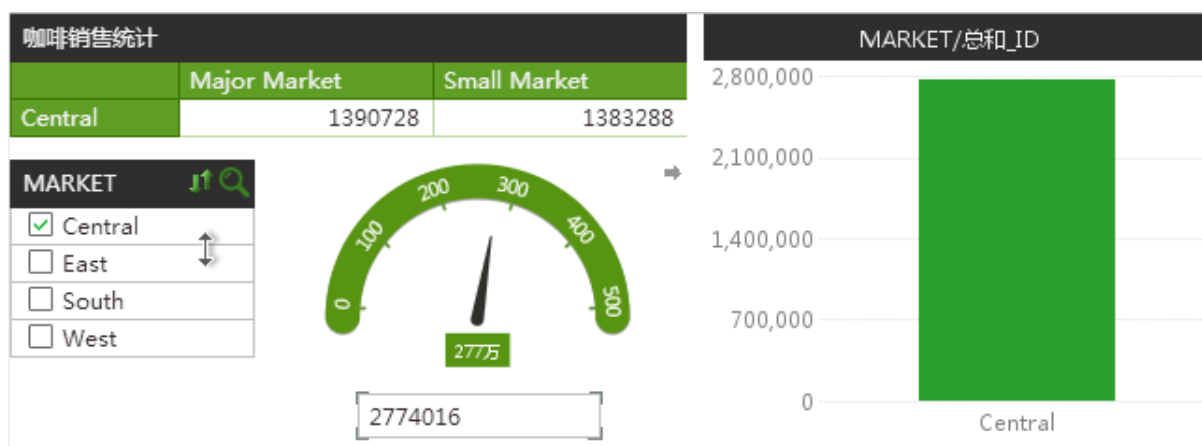 咖啡销售统计
Major Market Small Market
Central 1390728 1383288
MARKET
Central
East
South
West
0 100 200 300 400 500
277万
2774016
MARKET/总和_ID
2,800,000
2,100,000
1,400,000
700,000
0
Central